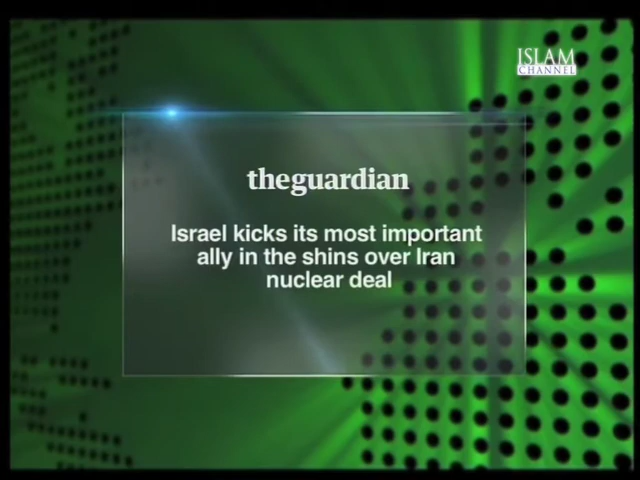 ISLAM
CHANNEL
theguardian
Israel kicks its most important
ally in the shins over Iran
nuclear deal